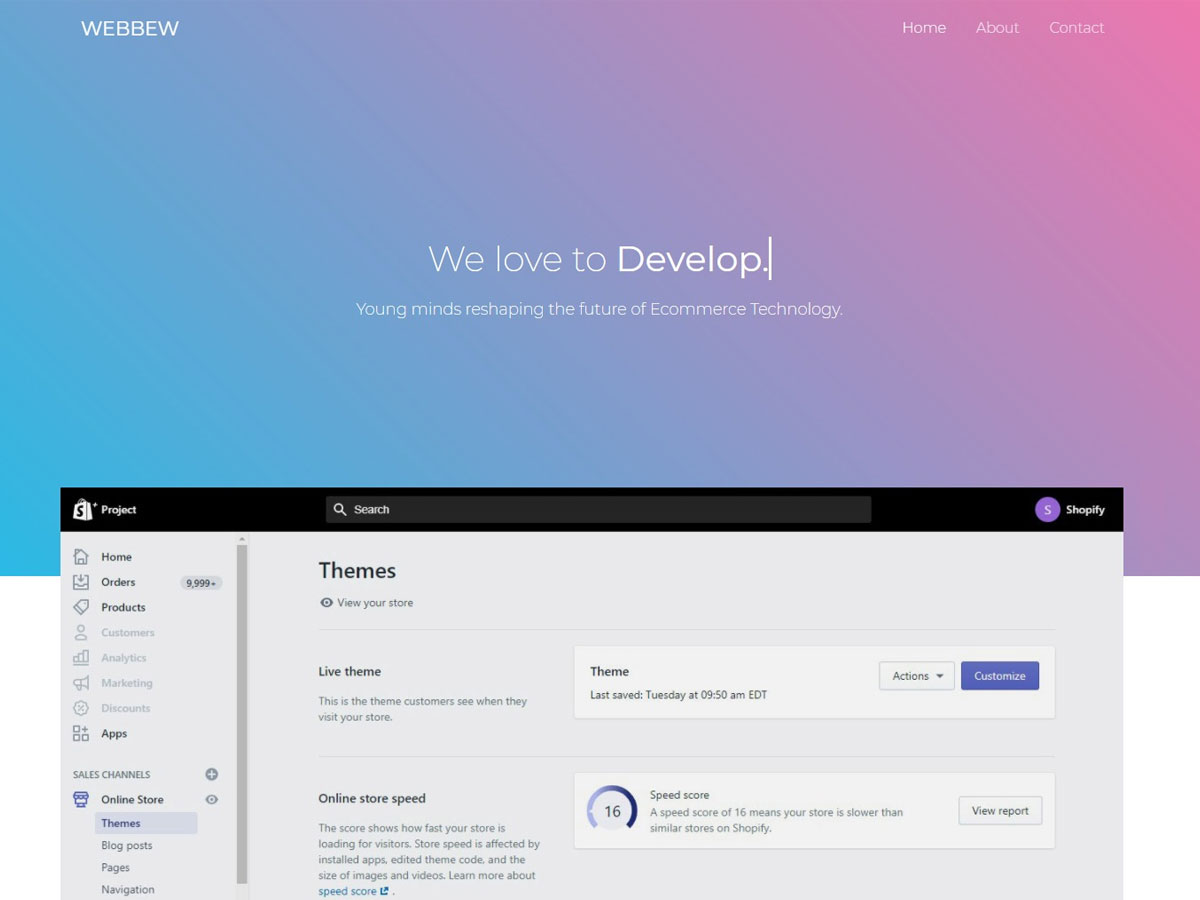 WEBBEW
Home About Contact
We love to Develop.
Young minds reshaping the future of Ecommerce Technology.
Project
Search
S Shopify
Home
Orders 9,999+
Products
Customers
Analytics
Marketing
Discounts
Apps
SALES CHANNELS
Online Store
Themes
Blog posts
Pages
Navigation
Themes
View your store
Live theme
This is the theme customers see when they
visit your store.
Theme
Last saved: Tuesday at 09:50 am EDT
Actions
Customize
Online store speed
The score shows how fast your store is
loading for visitors. Store speed is affected by
installed apps, edited theme code, and the
size of images and videos. Learn more about
speed score .
16
Speed score
A speed score of 16 means your store is slower than
similar stores on Shopify.
View report